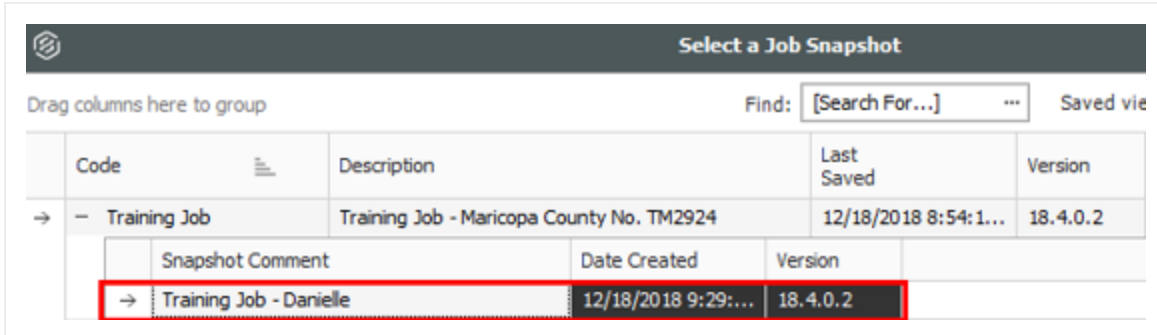 Select a Job Snapshot
Drag columns here to group Find: [Search For...] ... Saved vie
Code Description Last Saved Version
− Training Job Training Job - Maricopa County No. TM2924 12/18/2018 8:54:1... 18.4.0.2
Snapshot Comment Date Created Version
Training Job - Danielle 12/18/2018 9:29:... 18.4.0.2